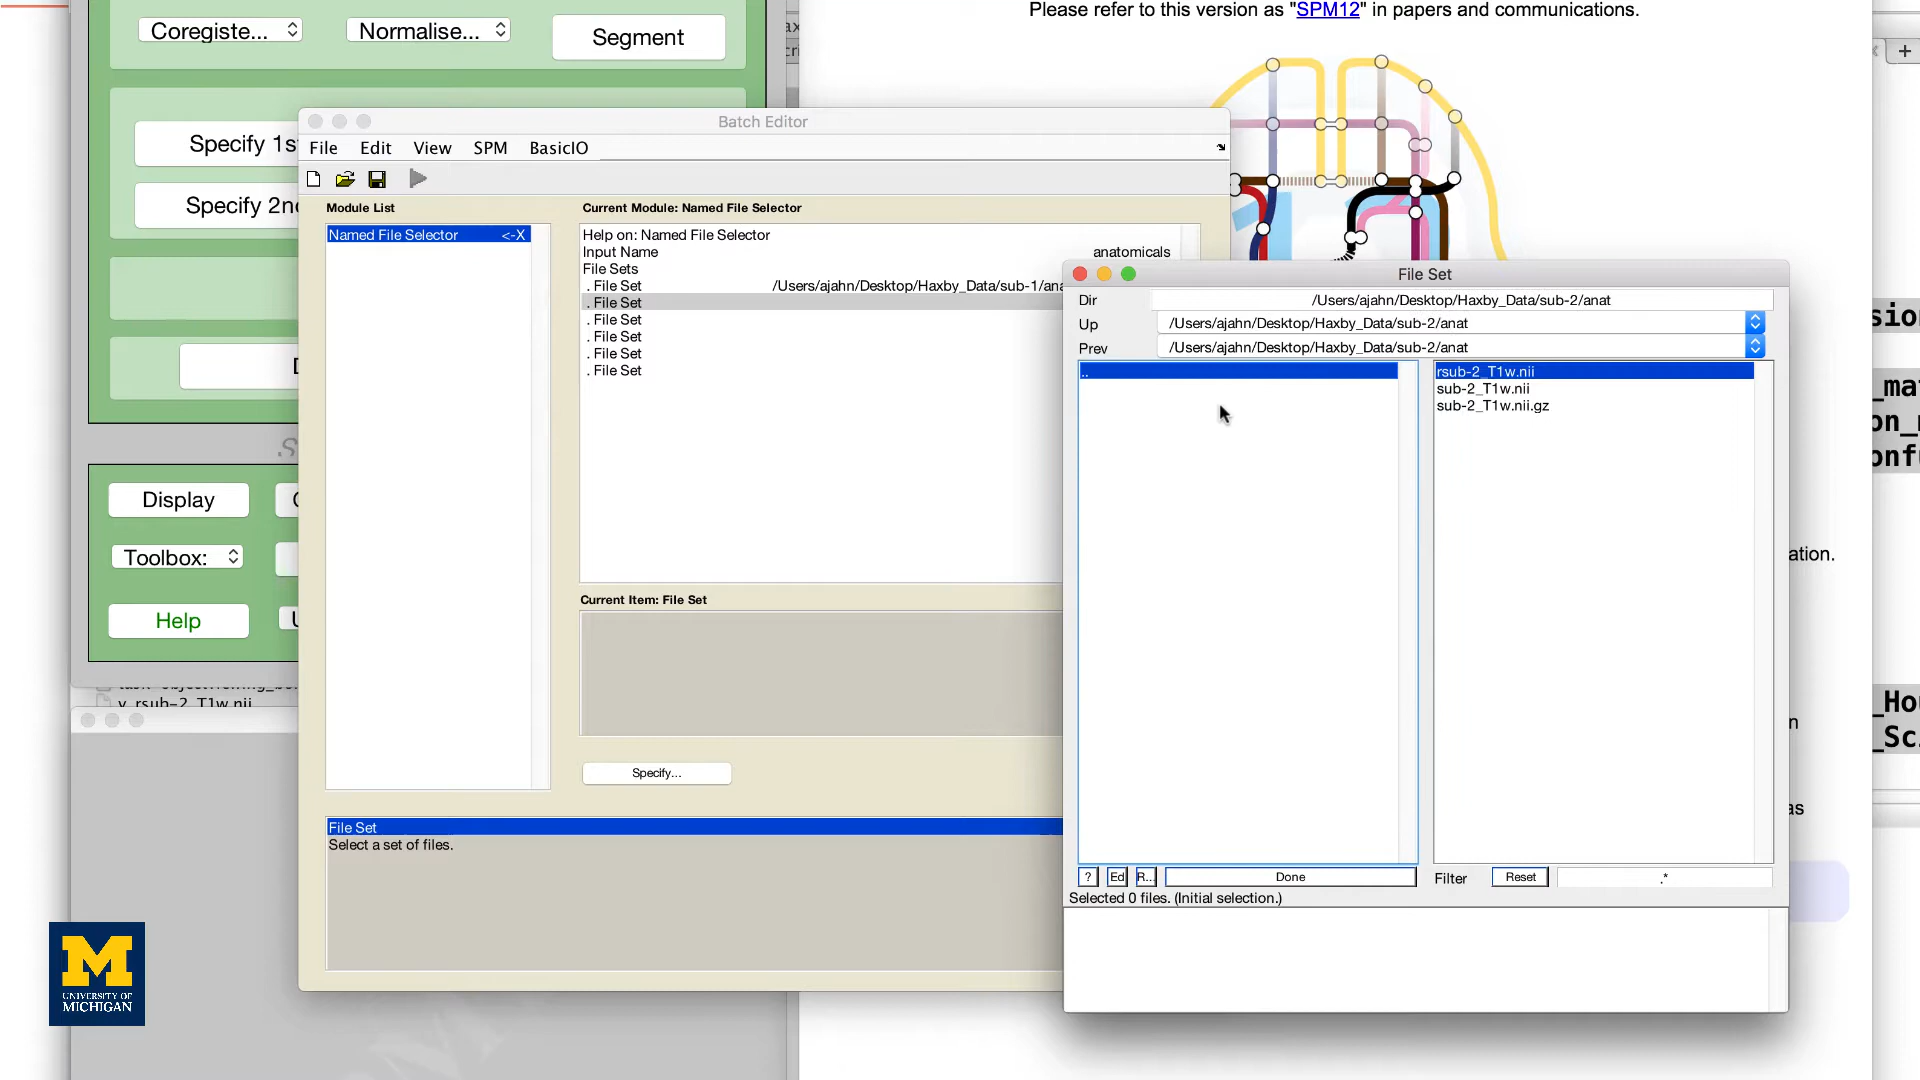 Please refer to this version as "SPM12" in papers and communications.
Coregiste...
Normalise...
Segment
Specify 1s
Specify 2n
Batch Editor
File Edit View SPM BasicIO
Module List
Named File Selector <-X
Current Module: Named File Selector
Help on: Named File Selector
Input Name anatomicals
File Sets
. File Set /Users/ajahn/Desktop/Haxby_Data/sub-1/ana
. File Set
. File Set
. File Set
. File Set
. File Set
Current Item: File Set
Specify...
File Set
Select a set of files.
File Set
Dir /Users/ajahn/Desktop/Haxby_Data/sub-2/anat
Up /Users/ajahn/Desktop/Haxby_Data/sub-2/anat
Prev /Users/ajahn/Desktop/Haxby_Data/sub-2/anat
..
rsub-2_T1w.nii
sub-2_T1w.nii
sub-2_T1w.nii.gz
? Ed R... Done
Filter Reset .*
Selected 0 files. (Initial selection.)
Display
Toolbox:
Help
y_rsub-2_T1w.nii
ation.
as
_Ho
_Sc
M
UNIVERSITY OF
MICHIGAN